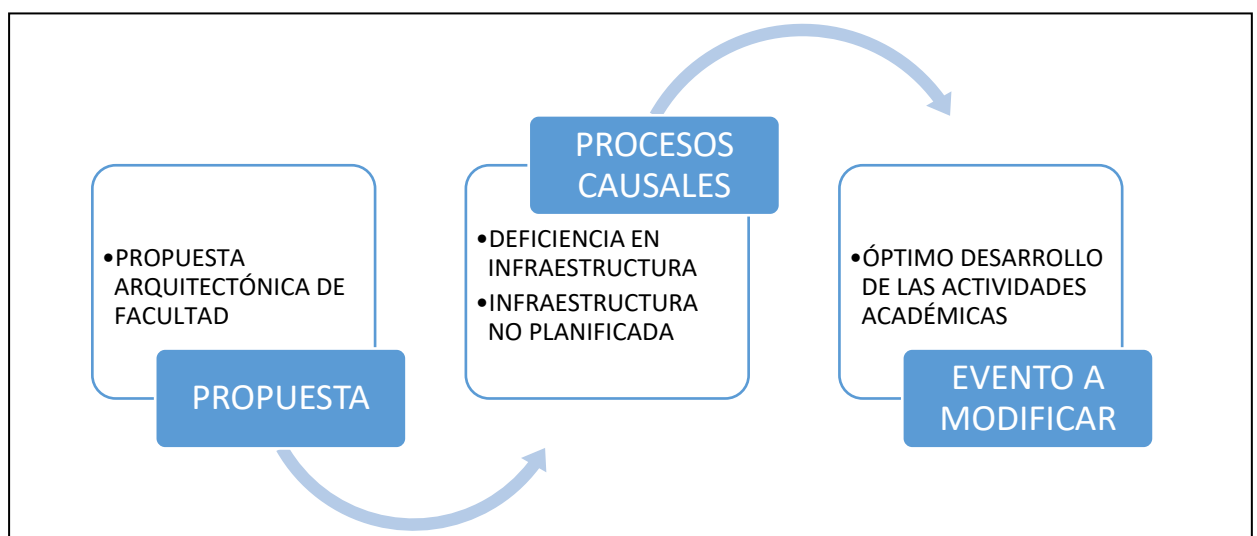 •PROPUESTA
ARQUITECTÓNICA DE
FACULTAD
PROPUESTA
PROCESOS
CAUSALES
•DEFICIENCIA EN
INFRAESTRUCTURA
•INFRAESTRUCTURA
NO PLANIFICADA
•ÓPTIMO DESARROLLO
DE LAS ACTIVIDADES
ACADÉMICAS
EVENTO A
MODIFICAR